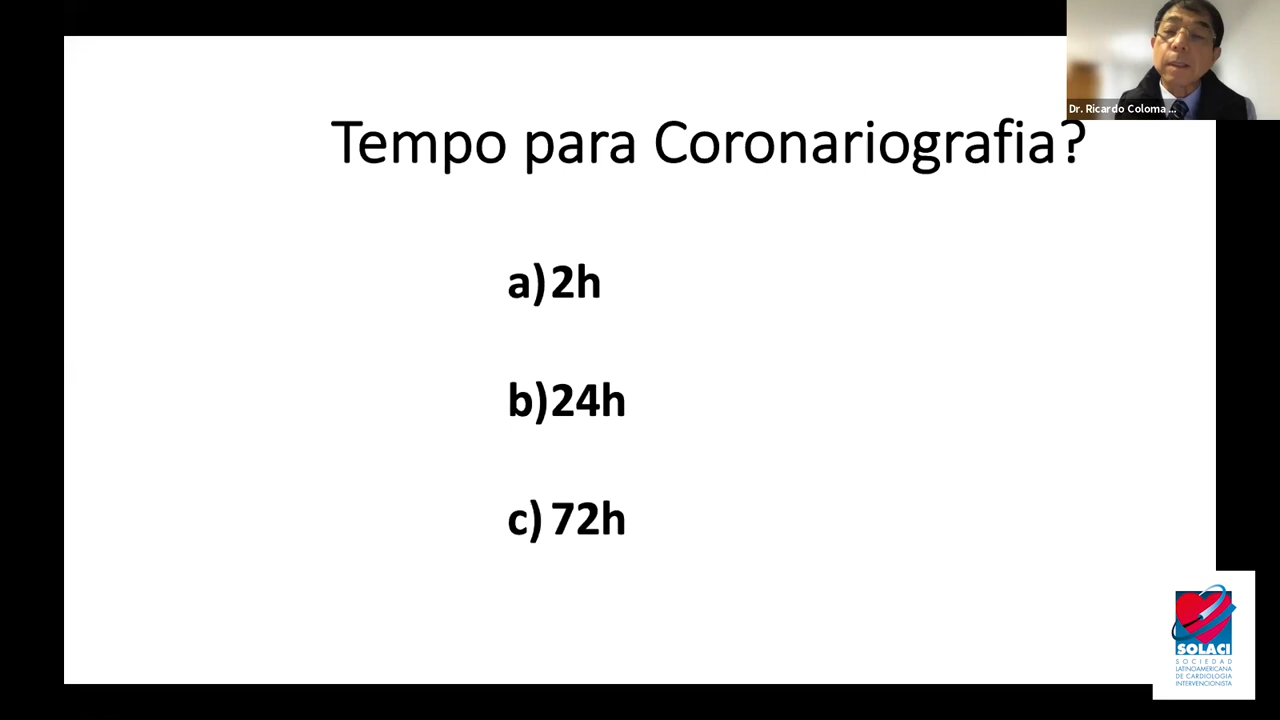 Dr. Ricardo Coloma ...
Tempo para Coronariografia?
a) 2h
b) 24h
c) 72h
SOLACI
SOCIEDAD
LATINOAMERICANA
DE CARDIOLOGIA
INTERVENCIONISTA